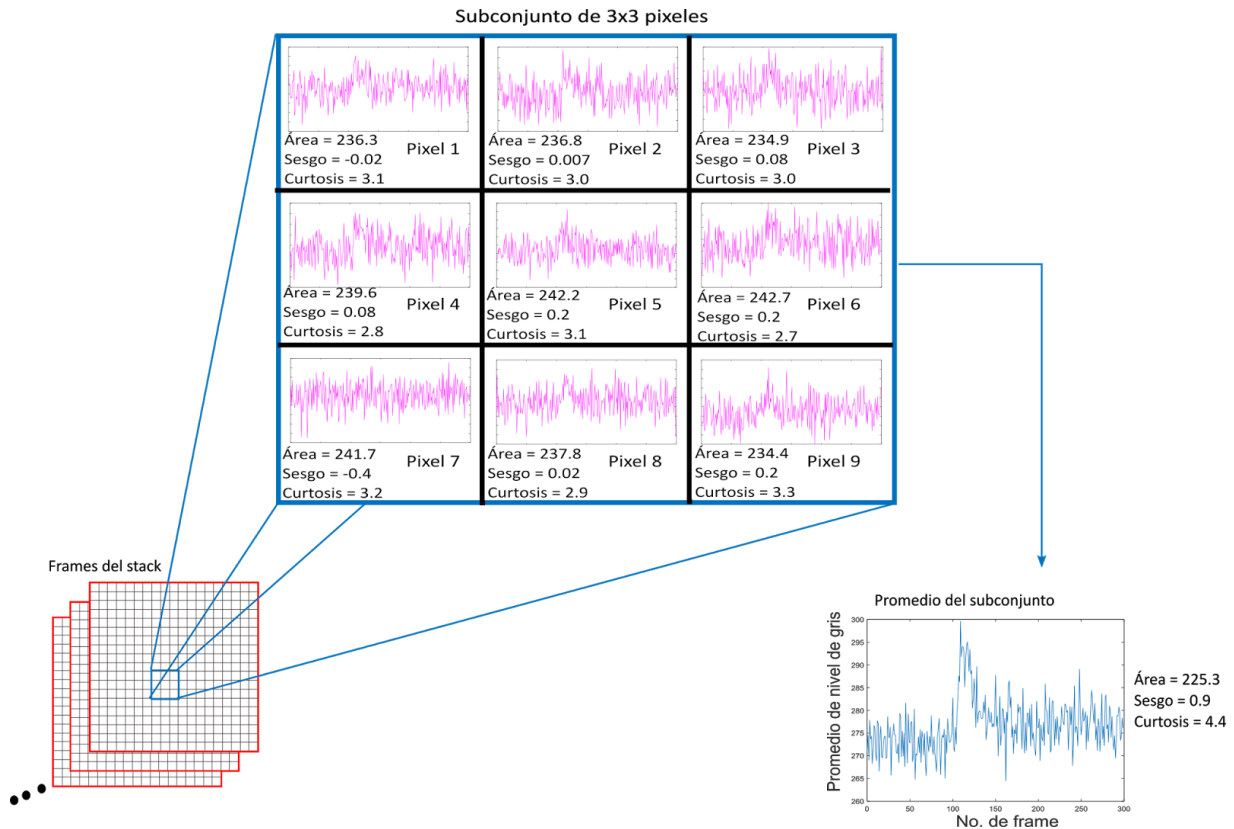 Subconjunto de 3x3 pixeles
Área = 236.3
Sesgo = -0.02
Curtosis = 3.1
Pixel 1
Área = 236.8
Sesgo = 0.007
Curtosis = 3.0
Pixel 2
Área = 234.9
Sesgo = 0.08
Curtosis = 3.0
Pixel 3
Área = 239.6
Sesgo = 0.08
Curtosis = 2.8
Pixel 4
Área = 242.2
Sesgo = 0.2
Curtosis = 3.1
Pixel 5
Área = 242.7
Sesgo = 0.2
Curtosis = 2.7
Pixel 6
Área = 241.7
Sesgo = -0.4
Curtosis = 3.2
Pixel 7
Área = 237.8
Sesgo = 0.02
Curtosis = 2.9
Pixel 8
Área = 234.4
Sesgo = 0.2
Curtosis = 3.3
Pixel 9
Frames del stack
Promedio del subconjunto
Promedio de nivel de gris
300
295
290
285
280
275
270
265
260
0
50
100
150
200
250
300
No. de frame
Área = 225.3
Sesgo = 0.9
Curtosis = 4.4